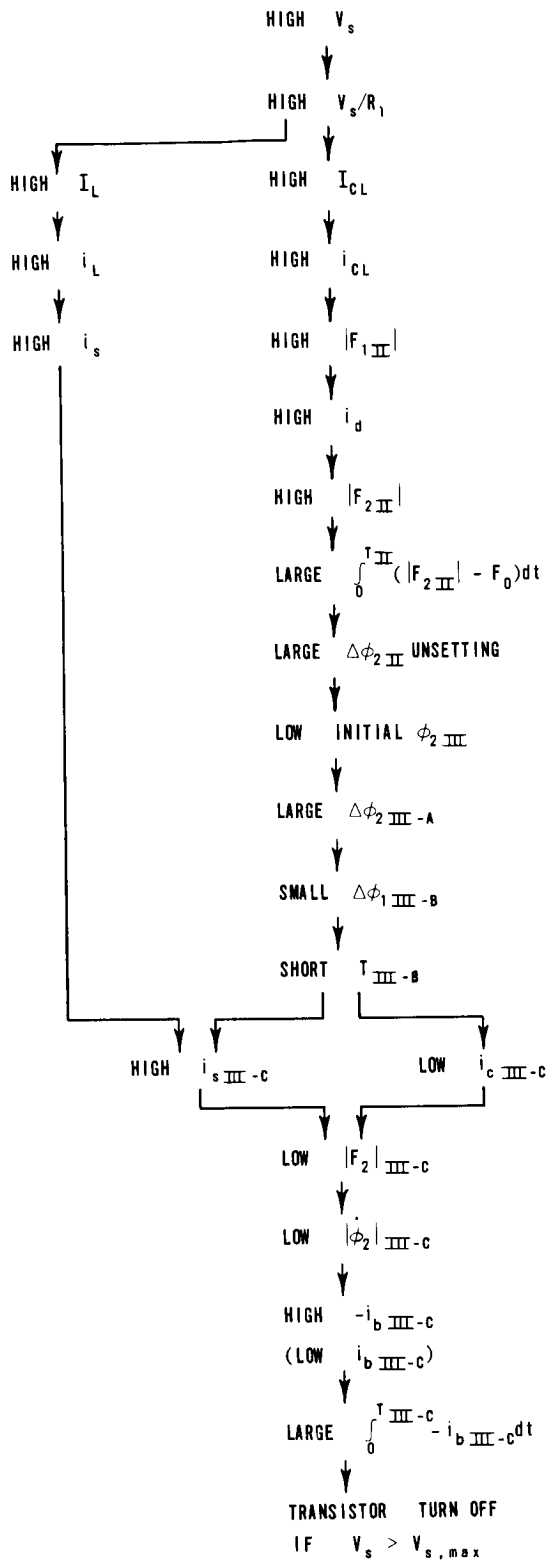 HIGH V_s
HIGH V_s/R_1
HIGH I_L
HIGH I_CL
HIGH i_L
HIGH i_CL
HIGH i_s
HIGH |F_1 II|
HIGH i_d
HIGH |F_2 II|
LARGE ∫_0^{T II} (|F_2 II| - F_0)dt
LARGE Δϕ_2 II UNSETTING
LOW INITIAL ϕ_2 III
LARGE Δϕ_2 III-A
SMALL Δϕ_1 III-B
SHORT T_III-B
HIGH i_s III-C
LOW i_c III-C
LOW |F_2|_III-C
LOW |ϕ̇_2|_III-C
HIGH -i_b III-C
(LOW i_b III-C)
LARGE ∫_0^{T III-C} -i_b III-C dt
TRANSISTOR TURN OFF
IF V_s > V_s,max